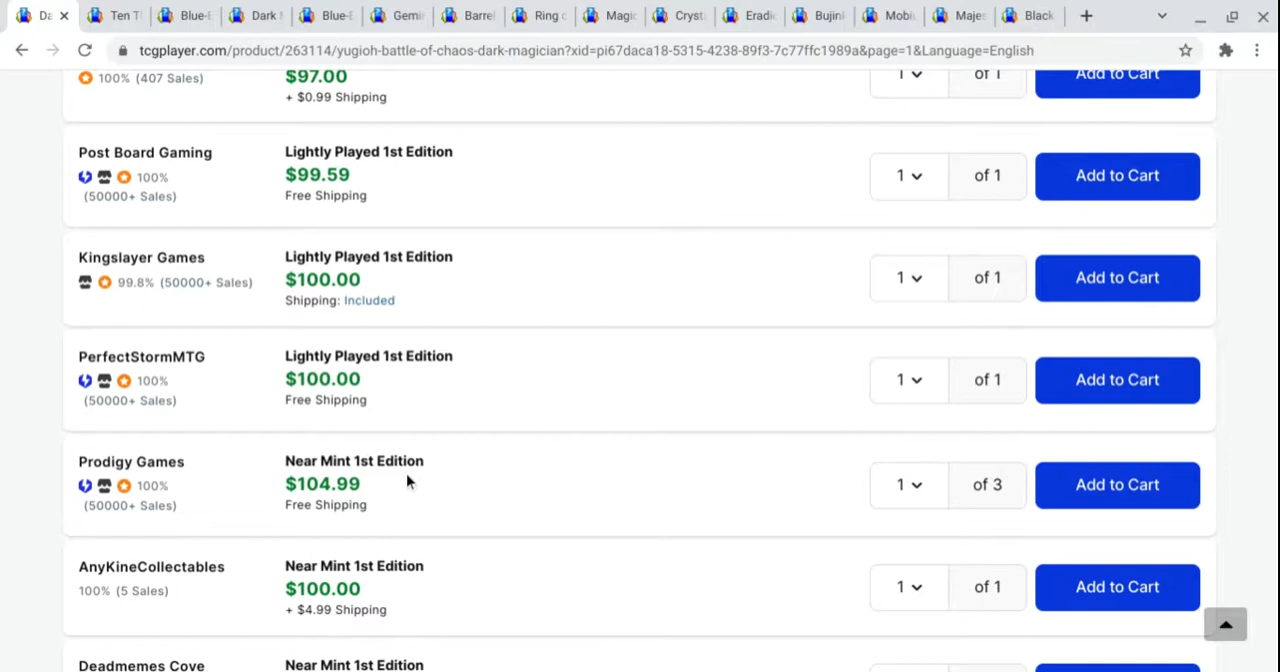 Da
Ten T
Blue-E
Dark
Blue-E
Gemi
Barrel
Ring
Magic
Cryst
Eradic
Bujin
Mobi
Majes
Black
tcgplayer.com/product/263114/yugioh-battle-of-chaos-dark-magician?xid=pi67daca18-5315-4238-89f3-7c77ffc1989a&page=1&Language=English
100% (407 Sales)
$97.00
+ $0.99 Shipping
1
of 1
Add to Cart
Post Board Gaming
100%
(50000+ Sales)
Lightly Played 1st Edition
$99.59
Free Shipping
1
of 1
Add to Cart
Kingslayer Games
99.8% (50000+ Sales)
Lightly Played 1st Edition
$100.00
Shipping: Included
1
of 1
Add to Cart
PerfectStormMTG
100%
(50000+ Sales)
Lightly Played 1st Edition
$100.00
Free Shipping
1
of 1
Add to Cart
Prodigy Games
100%
(50000+ Sales)
Near Mint 1st Edition
$104.99
Free Shipping
1
of 3
Add to Cart
AnyKineCollectables
100% (5 Sales)
Near Mint 1st Edition
$100.00
+ $4.99 Shipping
1
of 1
Add to Cart
Deadmemes Cove
Near Mint 1st Edition